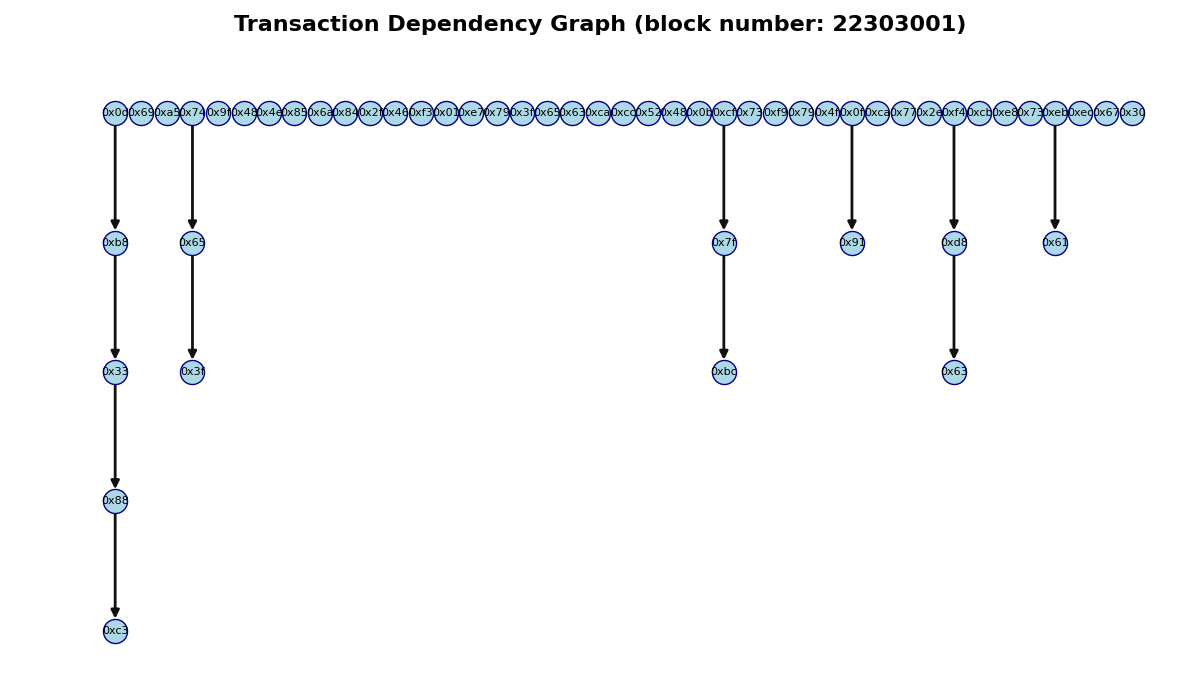 Transaction Dependency Graph (block number: 22303001)
0x0d 0x69 0xa5 0x74 0x9f 0x48 0x4e 0x85 0x6a 0x84 0x2f 0x46 0xf3 0x01 0xe7 0x79 0x3f 0x65 0x63 0xca 0xcc 0x52 0x48 0x0b 0xcf 0x73 0xf9 0x79 0x4f 0x0f 0xca 0x77 0x2e 0xf4 0xcb 0xe8 0x73 0xeb 0xec 0x67 0x30
0xb8 0x65 0x7f 0x91 0xd8 0x61
0x33 0x3f 0xbc 0x63
0x88
0xc3